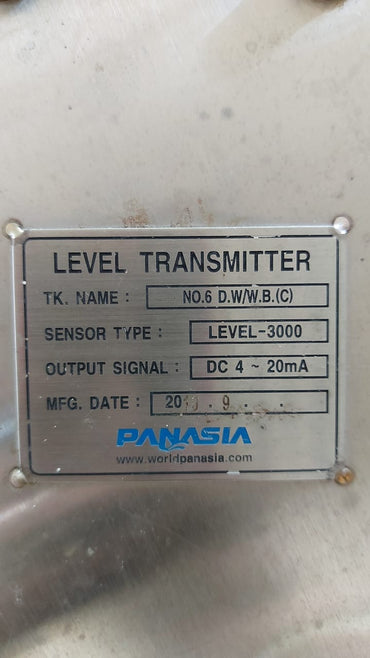 LEVEL TRANSMITTER
TK. NAME : NO.6 D.W/W.B.(C)
SENSOR TYPE : LEVEL-3000
OUTPUT SIGNAL : DC 4 ~ 20mA
MFG. DATE : . 9 . .
PANASIA
www.worldpanasia.com